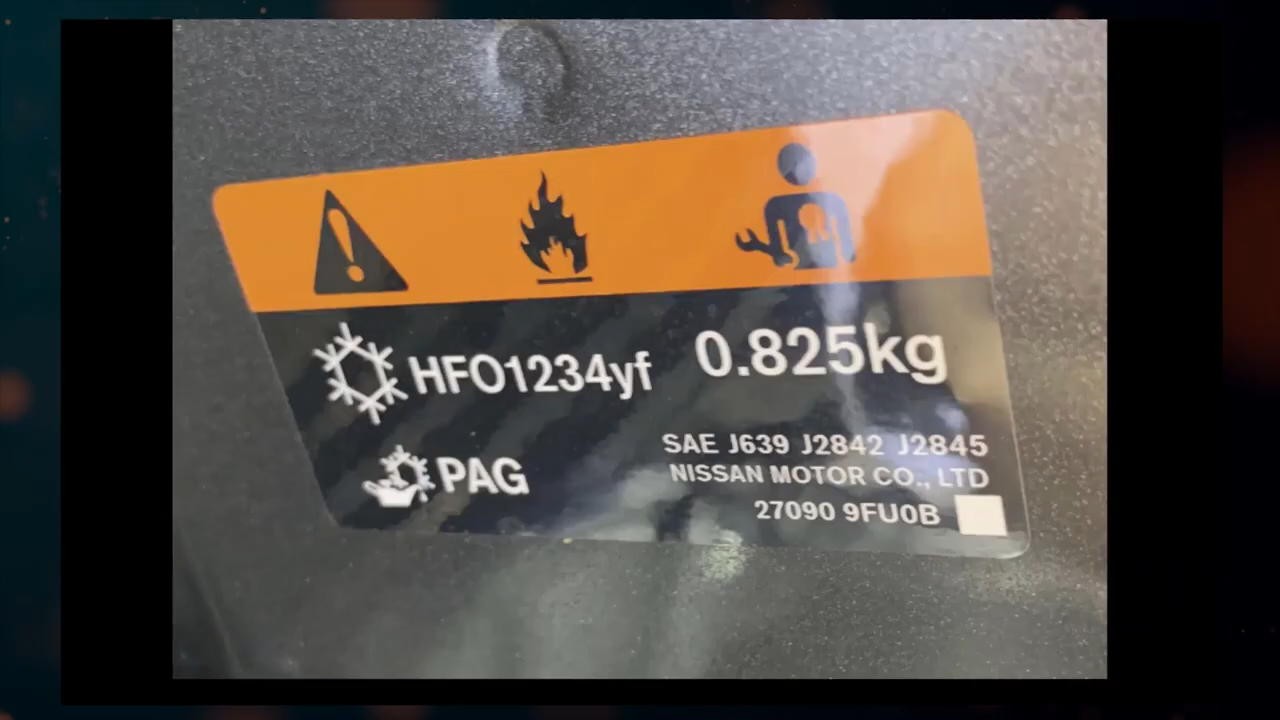 HFO1234yf 0.825kg
PAG
SAE J639 J2842 J2845
NISSAN MOTOR CO., LTD
27090 9FU0B